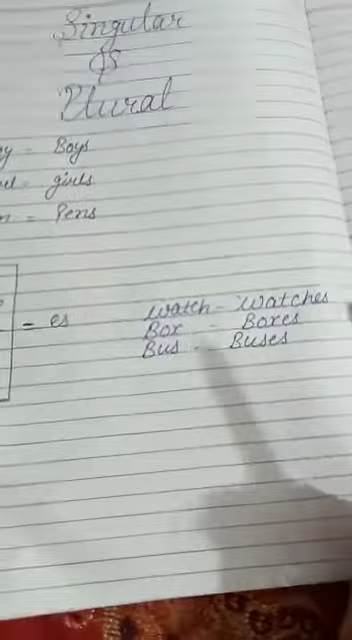 Singular
&
Plural
y = Boys
= girls
= Pens
= es
watch - watches
Box - Boxes
Bus - Buses